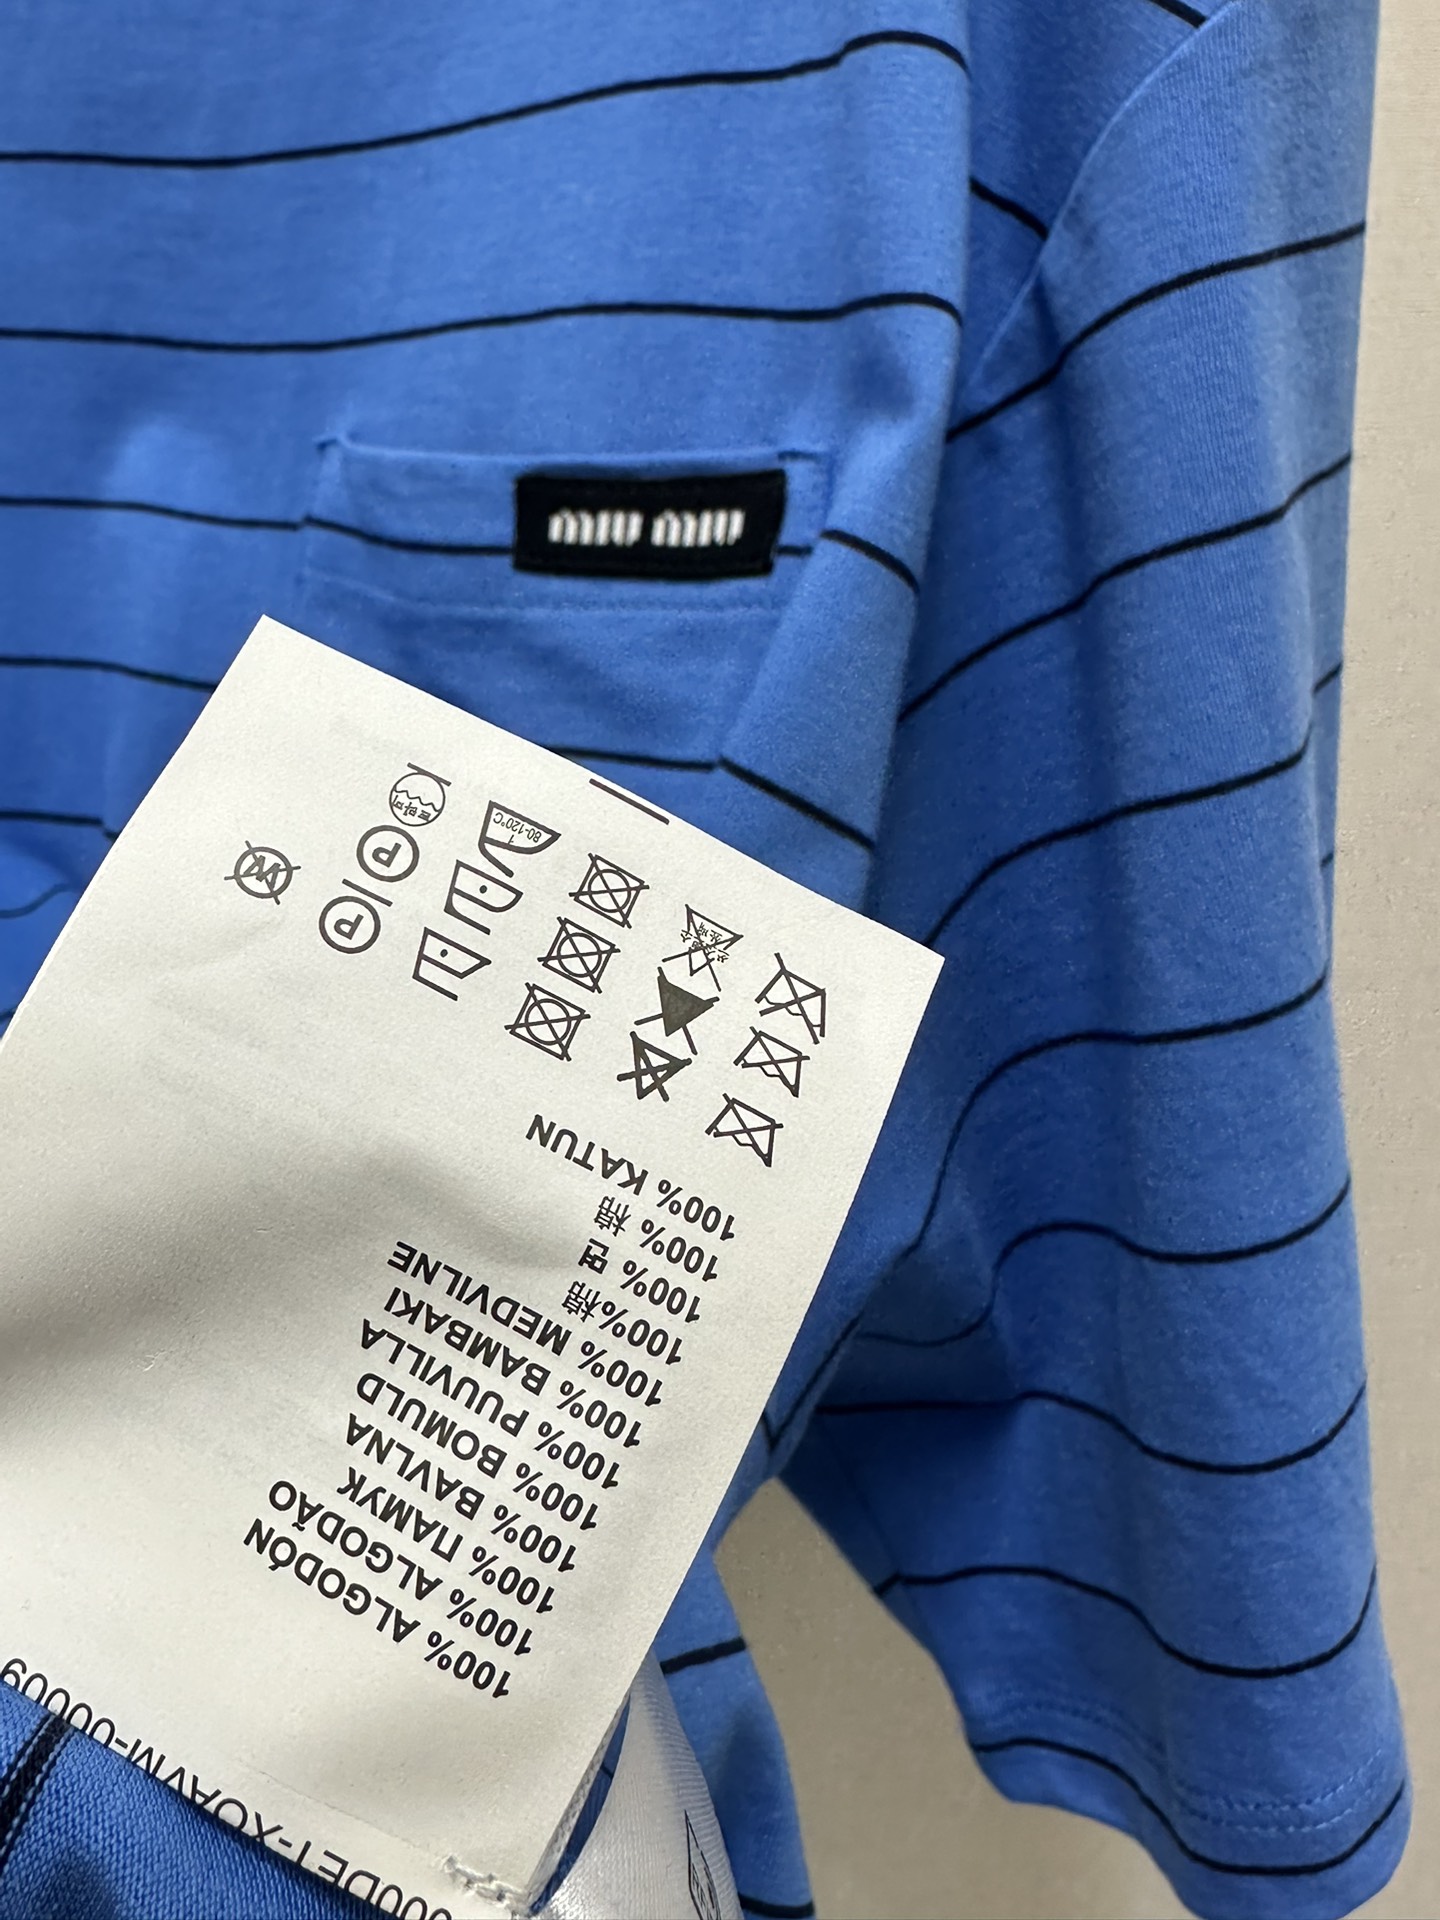 miu miu
100% ALGODÓN
100% ALGODÃO
100% ПАМУК
100% BAVLNA
100% BOMULD
100% PUUVILLA
100% BAMBAKI
100% MEDVILNE
100%棉
100% 면
100% 棉
100% KATUN
P
P
W
80-120°C